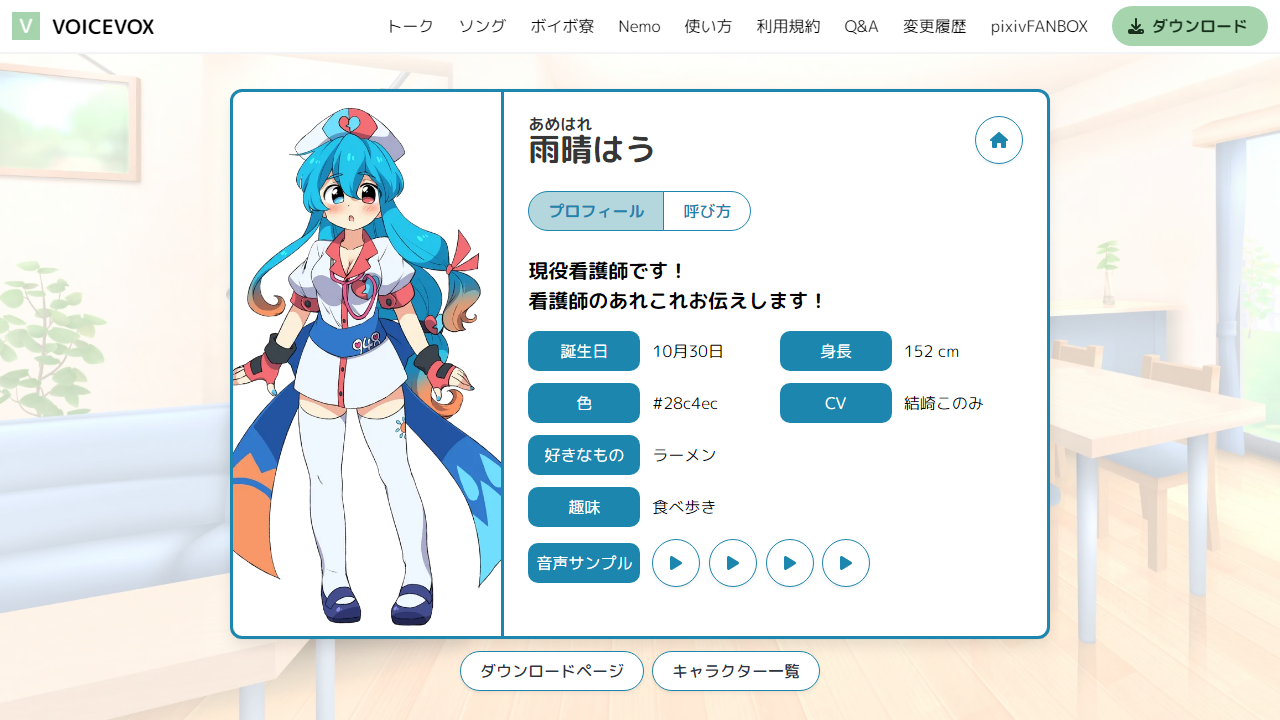 V VOICEVOX トーク ソング ボイボ寮 Nemo 使い方 利用規約 Q&A 変更履歴 pixivFANBOX ダウンロード
あめはれ
雨晴はう
プロフィール 呼び方
現役看護師です！
看護師のあれこれお伝えします！
誕生日 10月30日 身長 152 cm
色 #28c4ec CV 結崎このみ
好きなもの ラーメン
趣味 食べ歩き
音声サンプル
ダウンロードページ キャラクター一覧